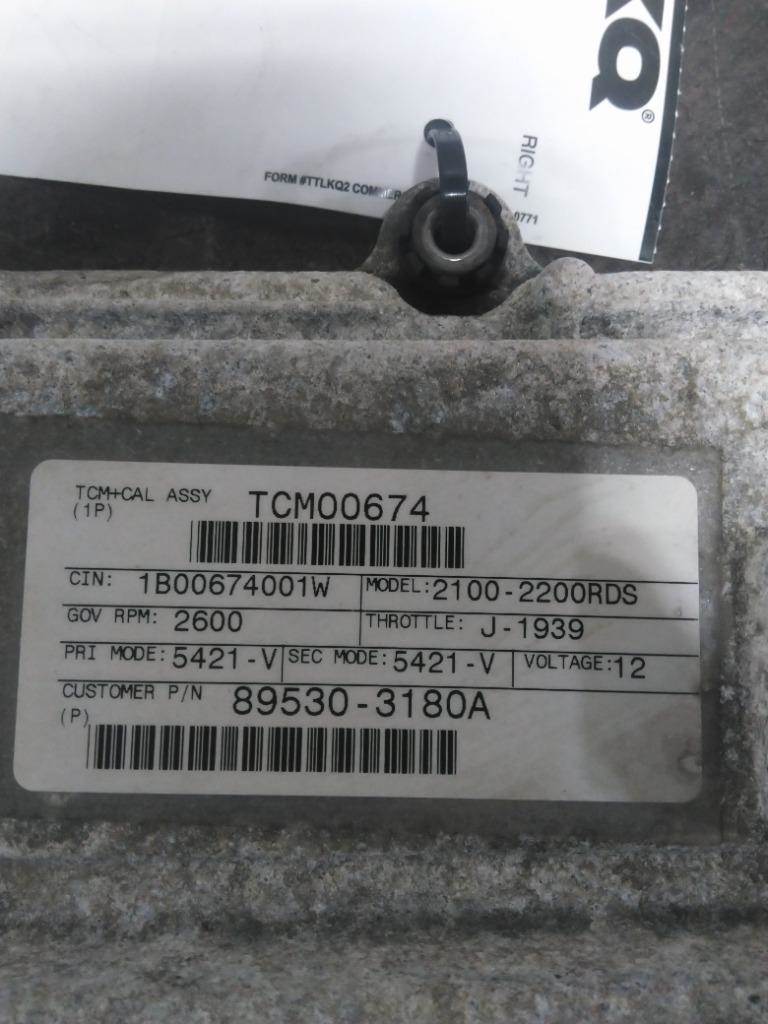 KQ®
RIGHT
FORM #TTLKQ2
0771
TCM+CAL ASSY
(1P)
TCM00674
CIN: 1B00674001W MODEL: 2100-2200RDS
GOV RPM: 2600 THROTTLE: J-1939
PRI MODE: 5421-V SEC MODE: 5421-V VOLTAGE: 12
CUSTOMER P/N 89530-3180A
(P)